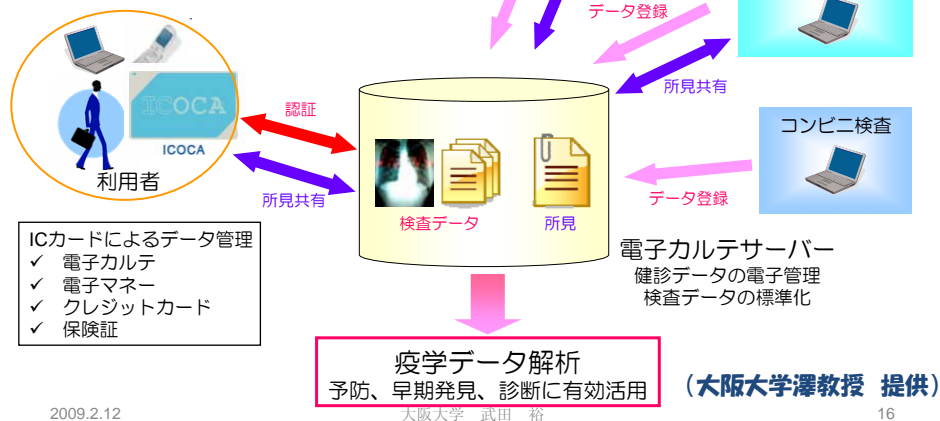 データ登録
所見共有
コンビニ検査
認証
ICOCA
ICOCA
利用者
所見共有
データ登録
検査データ
所見
ICカードによるデータ管理
✓ 電子カルテ
✓ 電子マネー
✓ クレジットカード
✓ 保険証
電子カルテサーバー
健診データの電子管理
検査データの標準化
疫学データ解析
予防、早期発見、診断に有効活用
(大阪大学澤教授 提供)
2009.2.12
大阪大学 武田 裕
16